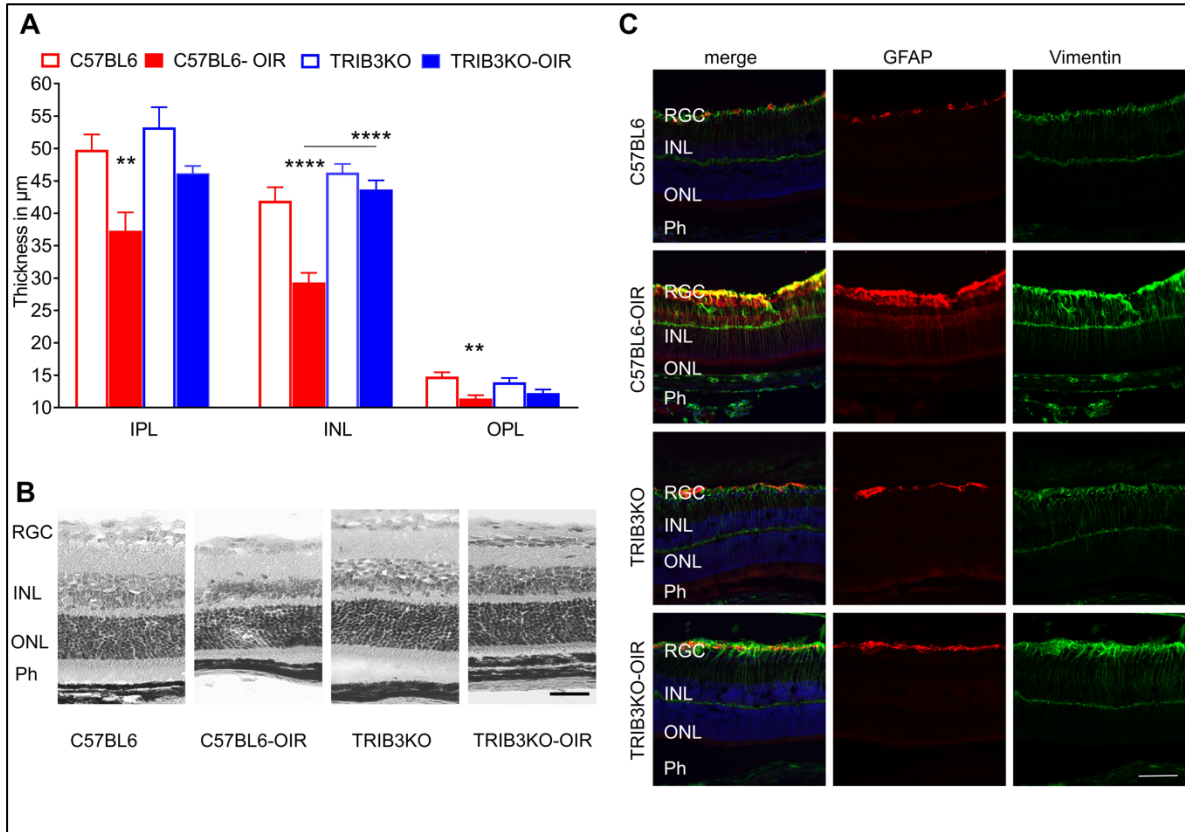 A
C57BL6 C57BL6- OIR TRIB3KO TRIB3KO-OIR
Thickness in µm
60
55
50
45
40
35
30
25
20
15
10
**
****
****
**
IPL INL OPL
B
RGC
INL
ONL
Ph
C57BL6 C57BL6-OIR TRIB3KO TRIB3KO-OIR
C
merge GFAP Vimentin
C57BL6
RGC
INL
ONL
Ph
C57BL6-OIR
RGC
INL
ONL
Ph
TRIB3KO
RGC
INL
ONL
Ph
TRIB3KO-OIR
RGC
INL
ONL
Ph